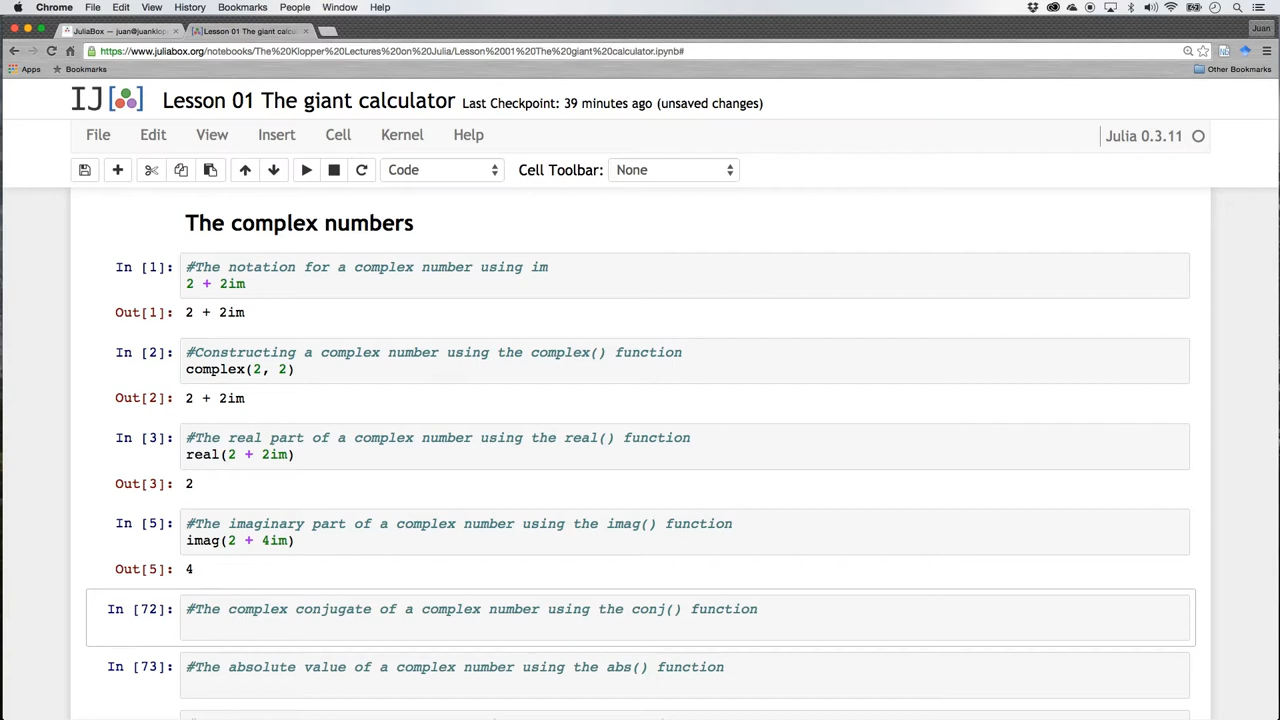 Chrome File Edit View History Bookmarks People Window Help
JuliaBox — juan@juanklop × Lesson 01 The giant calcula × Juan
https://www.juliabox.org/notebooks/The%20Klopper%20Lectures%20on%20Julia/Lesson%2001%20The%20giant%20calculator.ipynb#
Apps Bookmarks Other Bookmarks
IJ[ ] Lesson 01 The giant calculator Last Checkpoint: 39 minutes ago (unsaved changes)
File Edit View Insert Cell Kernel Help Julia 0.3.11
Code Cell Toolbar: None
The complex numbers
In [1]: #The notation for a complex number using im
2 + 2im
Out[1]: 2 + 2im
In [2]: #Constructing a complex number using the complex() function
complex(2, 2)
Out[2]: 2 + 2im
In [3]: #The real part of a complex number using the real() function
real(2 + 2im)
Out[3]: 2
In [5]: #The imaginary part of a complex number using the imag() function
imag(2 + 4im)
Out[5]: 4
In [72]: #The complex conjugate of a complex number using the conj() function
In [73]: #The absolute value of a complex number using the abs() function